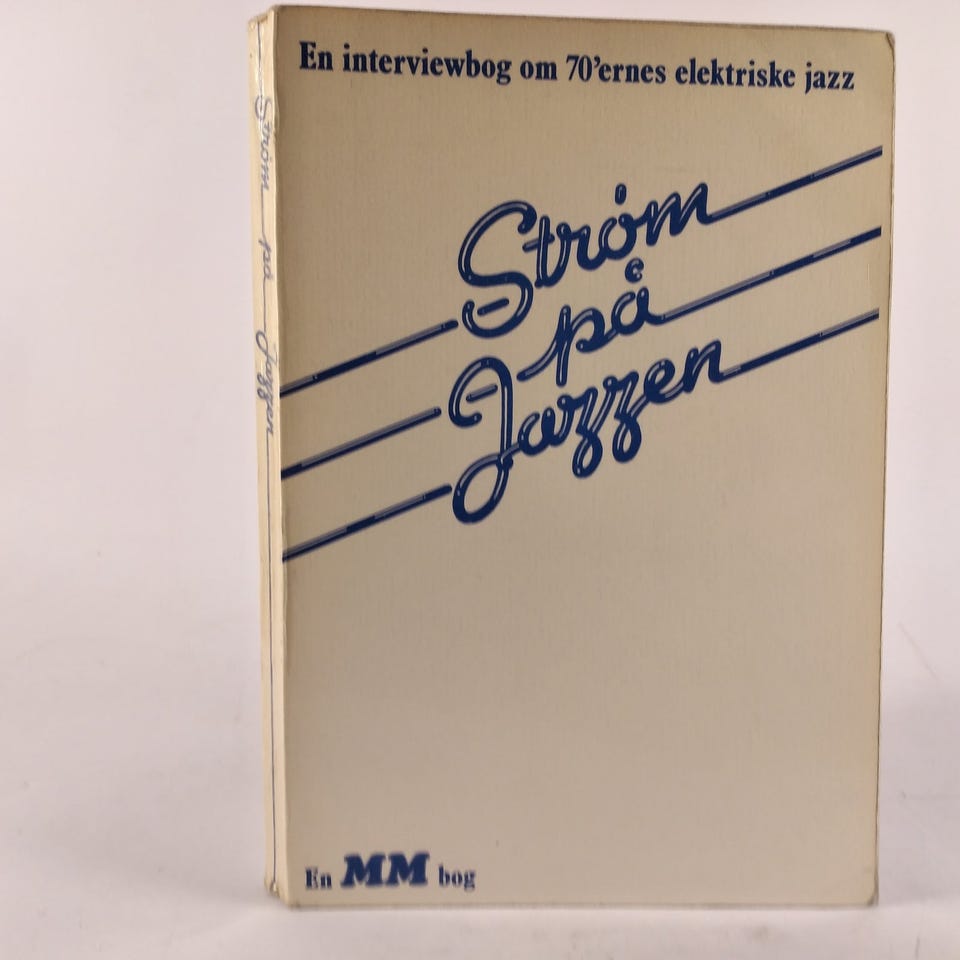 En interviewbog om 70'ernes elektriske jazz
Strøm
på
Jazzen
En MM bog
Strøm på Jazzen